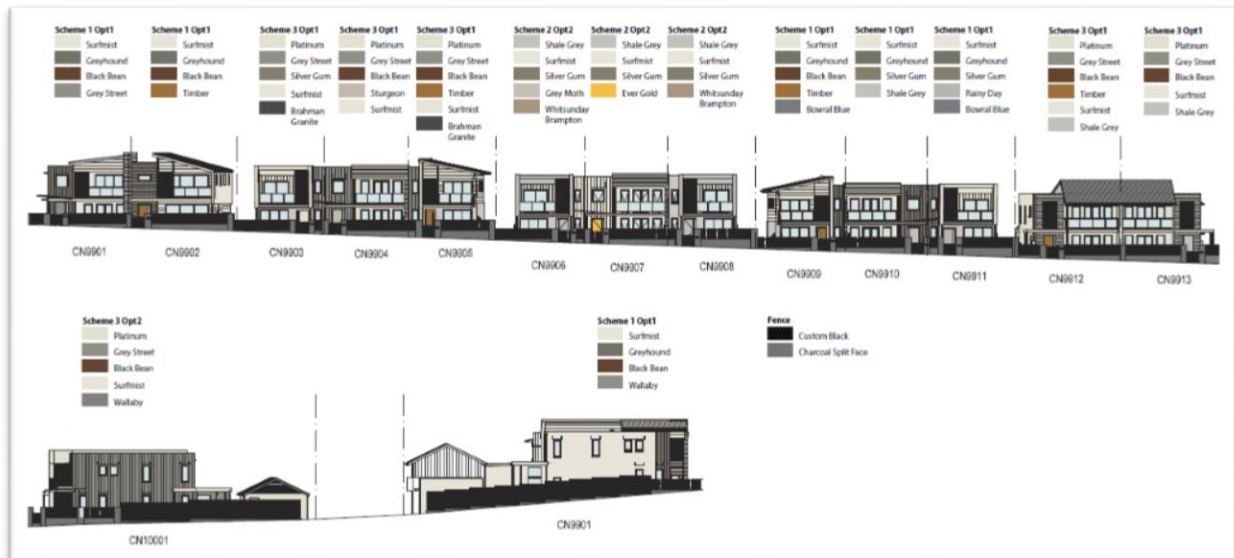 Scheme 1 Opt1
Surfmist
Greyhound
Black Bean
Grey Street
Scheme 1 Opt1
Surfmist
Greyhound
Black Bean
Timber
Scheme 3 Opt1
Platinum
Grey Street
Silver Gum
Surfmist
Brahman
Granite
Scheme 3 Opt1
Platinum
Grey Street
Black Bean
Sturgeon
Surfmist
Scheme 3 Opt1
Platinum
Grey Street
Black Bean
Timber
Surfmist
Brahman
Granite
Scheme 2 Opt2
Shale Grey
Surfmist
Silver Gum
Grey Moth
Whitsunday
Brampton
Scheme 2 Opt2
Shale Grey
Surfmist
Silver Gum
Ever Gold
Scheme 2 Opt2
Shale Grey
Surfmist
Silver Gum
Whitsunday
Brampton
Scheme 1 Opt1
Surfmist
Greyhound
Black Bean
Timber
Bowral Blue
Scheme 1 Opt1
Surfmist
Greyhound
Silver Gum
Shale Grey
Scheme 1 Opt1
Surfmist
Greyhound
Silver Gum
Rainy Day
Bowral Blue
Scheme 3 Opt1
Platinum
Grey Street
Black Bean
Timber
Surfmist
Shale Grey
Scheme 3 Opt1
Platinum
Grey Street
Black Bean
Surfmist
Shale Grey
CN9901
CN9902
CN9903
CN9904
CN9905
CN9906
CN9907
CN9908
CN9909
CN9910
CN9911
CN9912
CN9913
Scheme 3 Opt2
Platinum
Grey Street
Black Bean
Surfmist
Wallaby
Scheme 1 Opt1
Surfmist
Greyhound
Black Bean
Wallaby
Fence
Custom Black
Charcoal Split Face
CN10001
CN9901